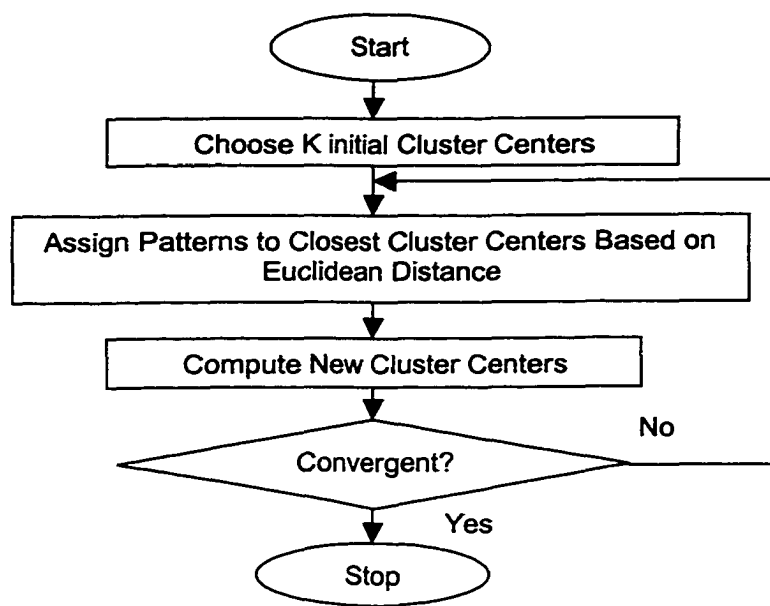 Start
Choose K initial Cluster Centers
Assign Patterns to Closest Cluster Centers Based on
Euclidean Distance
Compute New Cluster Centers
Convergent?
No
Yes
Stop